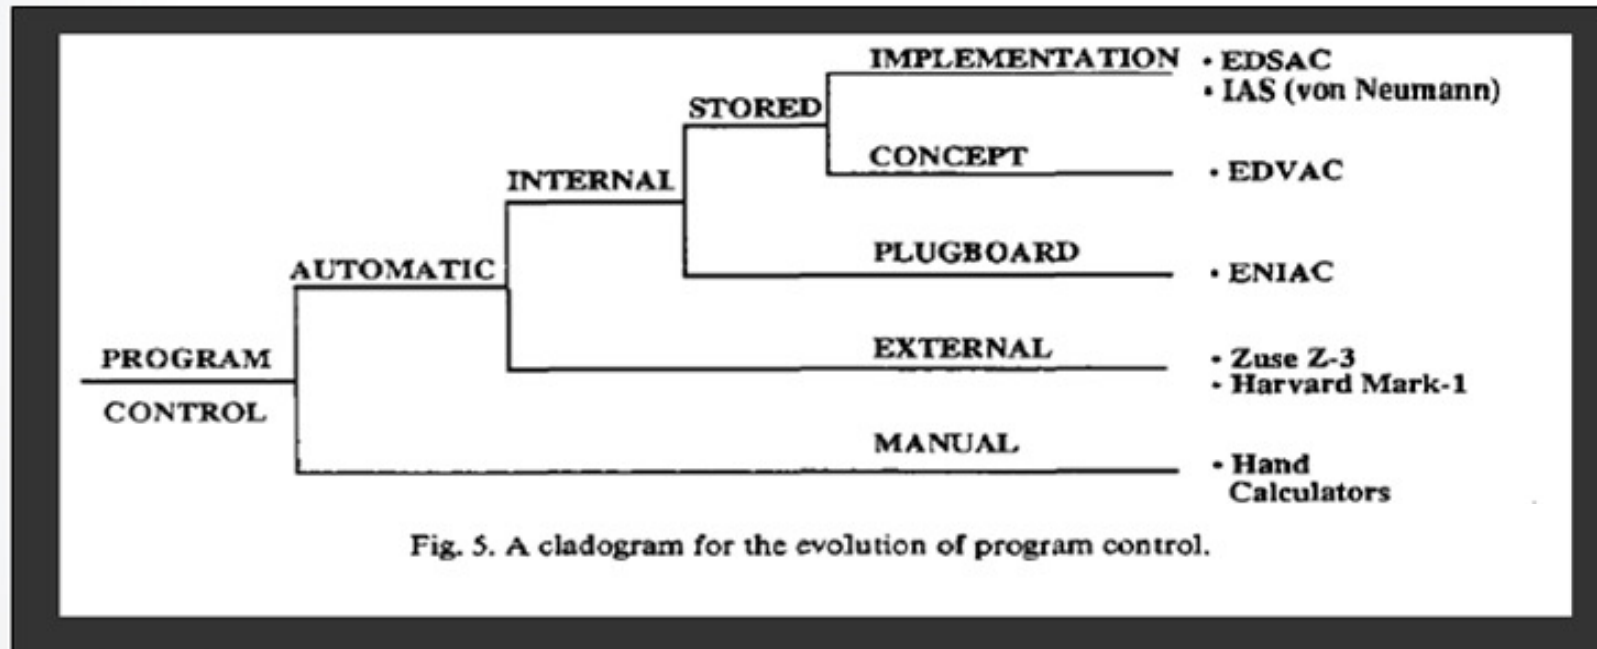 IMPLEMENTATION
• EDSAC
• IAS (von Neumann)
STORED
CONCEPT
• EDVAC
INTERNAL
PLUGBOARD
• ENIAC
AUTOMATIC
EXTERNAL
• Zuse Z-3
• Harvard Mark-1
PROGRAM
CONTROL
MANUAL
• Hand
Calculators
Fig. 5. A cladogram for the evolution of program control.